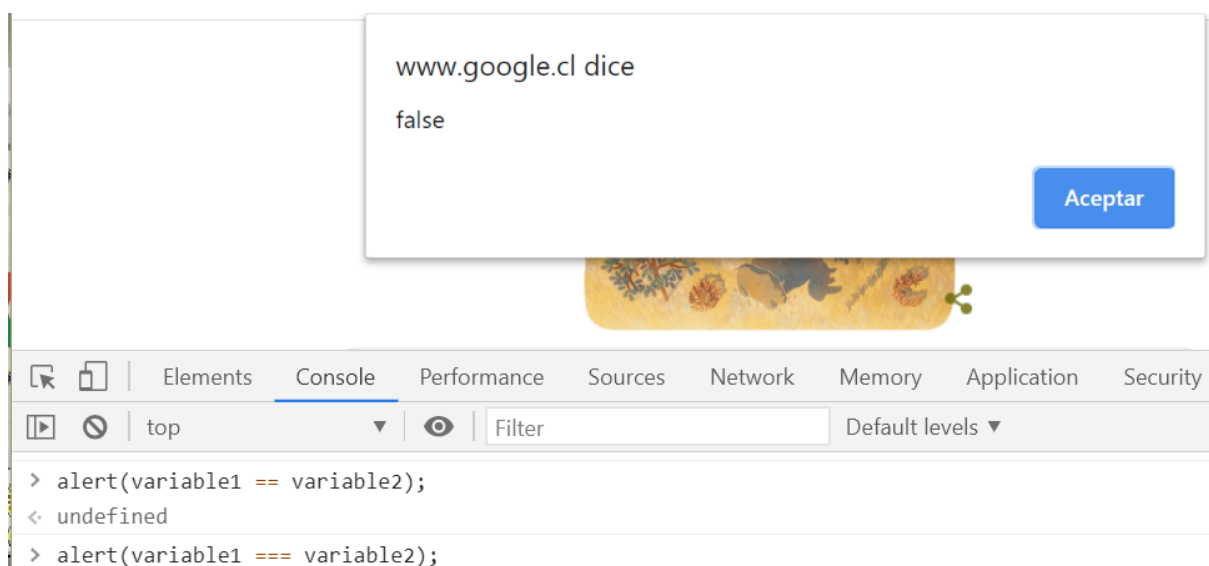 www.google.cl dice
false
Aceptar
Elements Console Performance Sources Network Memory Application Security
top Filter Default levels
> alert(variable1 == variable2);
undefined
> alert(variable1 === variable2);